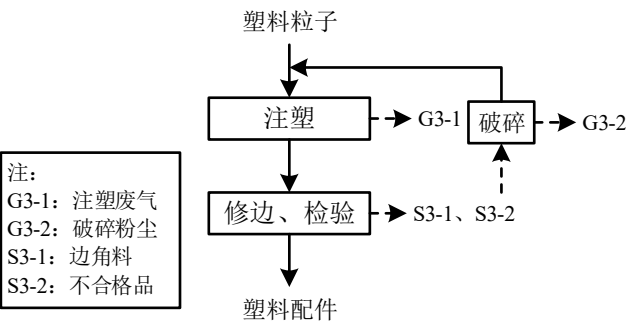 塑料粒子
注塑
G3-1
破碎
G3-2
修边、检验
S3-1、S3-2
塑料配件
注：
G3-1：注塑废气
G3-2：破碎粉尘
S3-1：边角料
S3-2：不合格品